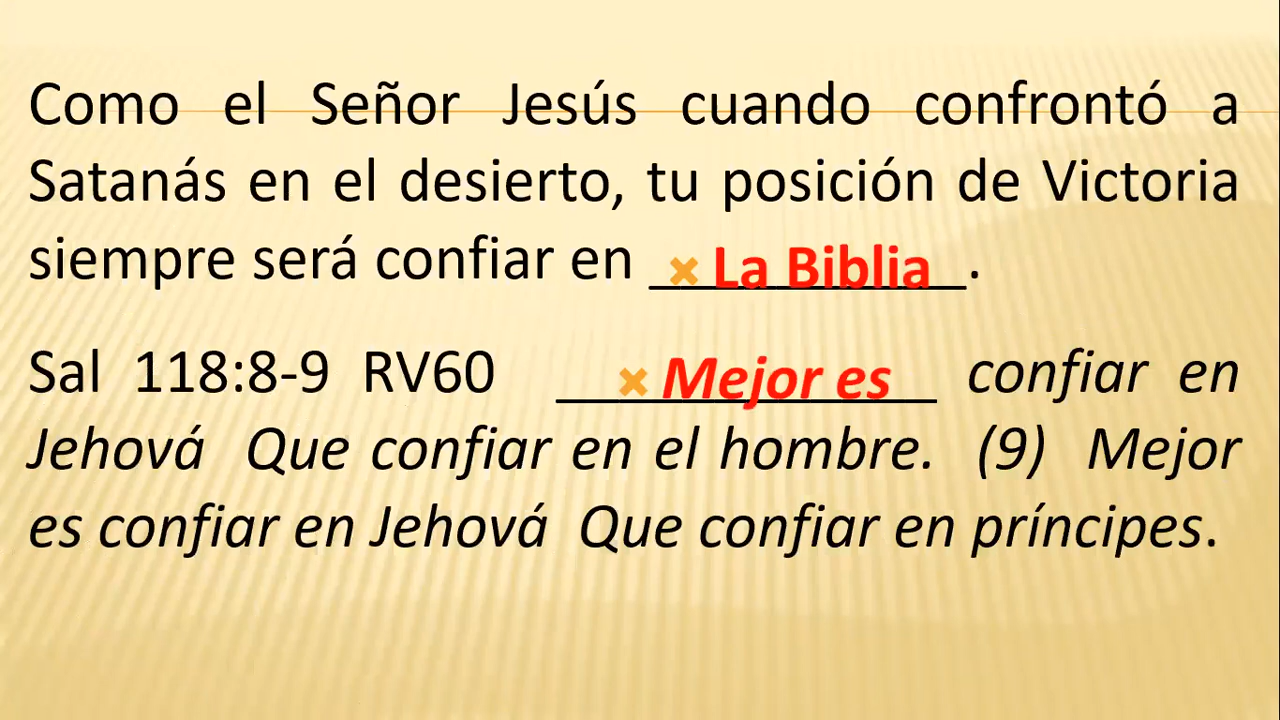 Como el Señor Jesús cuando confrontó a
Satanás en el desierto, tu posición de Victoria
siempre será confiar en La Biblia.
Sal 118:8-9 RV60 Mejor es confiar en
Jehová Que confiar en el hombre. (9) Mejor
es confiar en Jehová Que confiar en príncipes.